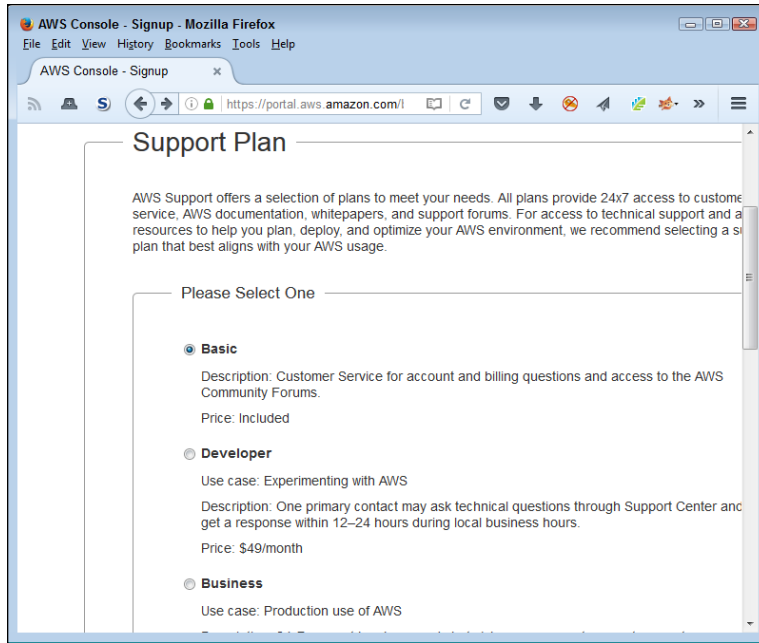 AWS Console - Signup - Mozilla Firefox
File Edit View History Bookmarks Tools Help
AWS Console - Signup
https://portal.aws.amazon.com/
Support Plan
AWS Support offers a selection of plans to meet your needs. All plans provide 24x7 access to custome
service, AWS documentation, whitepapers, and support forums. For access to technical support and a
resources to help you plan, deploy, and optimize your AWS environment, we recommend selecting a s
plan that best aligns with your AWS usage.
Please Select One
Basic
Description: Customer Service for account and billing questions and access to the AWS
Community Forums.
Price: Included
Developer
Use case: Experimenting with AWS
Description: One primary contact may ask technical questions through Support Center and
get a response within 12–24 hours during local business hours.
Price: $49/month
Business
Use case: Production use of AWS